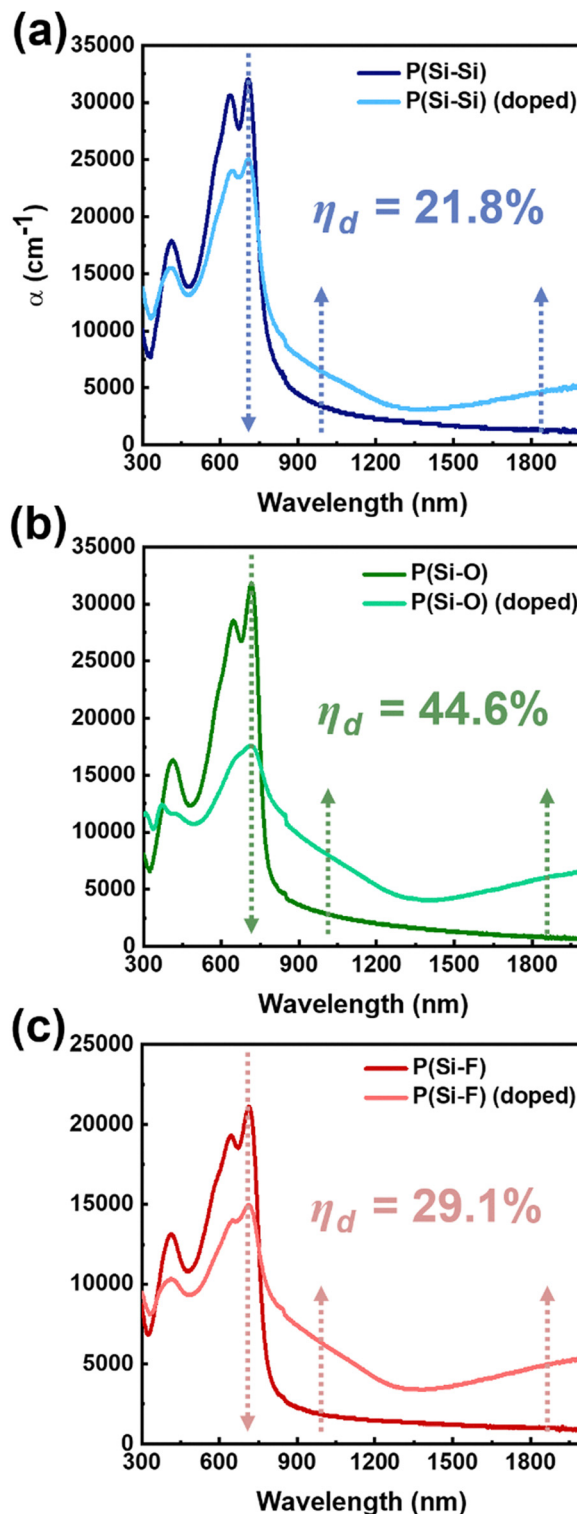 (a)
35000
30000
25000
20000
15000
10000
5000
0
α (cm⁻¹)
P(Si-Si)
P(Si-Si) (doped)
η_d = 21.8%
300 600 900 1200 1500 1800
Wavelength (nm)
(b)
35000
30000
25000
20000
15000
10000
5000
0
P(Si-O)
P(Si-O) (doped)
η_d = 44.6%
300 600 900 1200 1500 1800
Wavelength (nm)
(c)
25000
20000
15000
10000
5000
0
P(Si-F)
P(Si-F) (doped)
η_d = 29.1%
300 600 900 1200 1500 1800
Wavelength (nm)